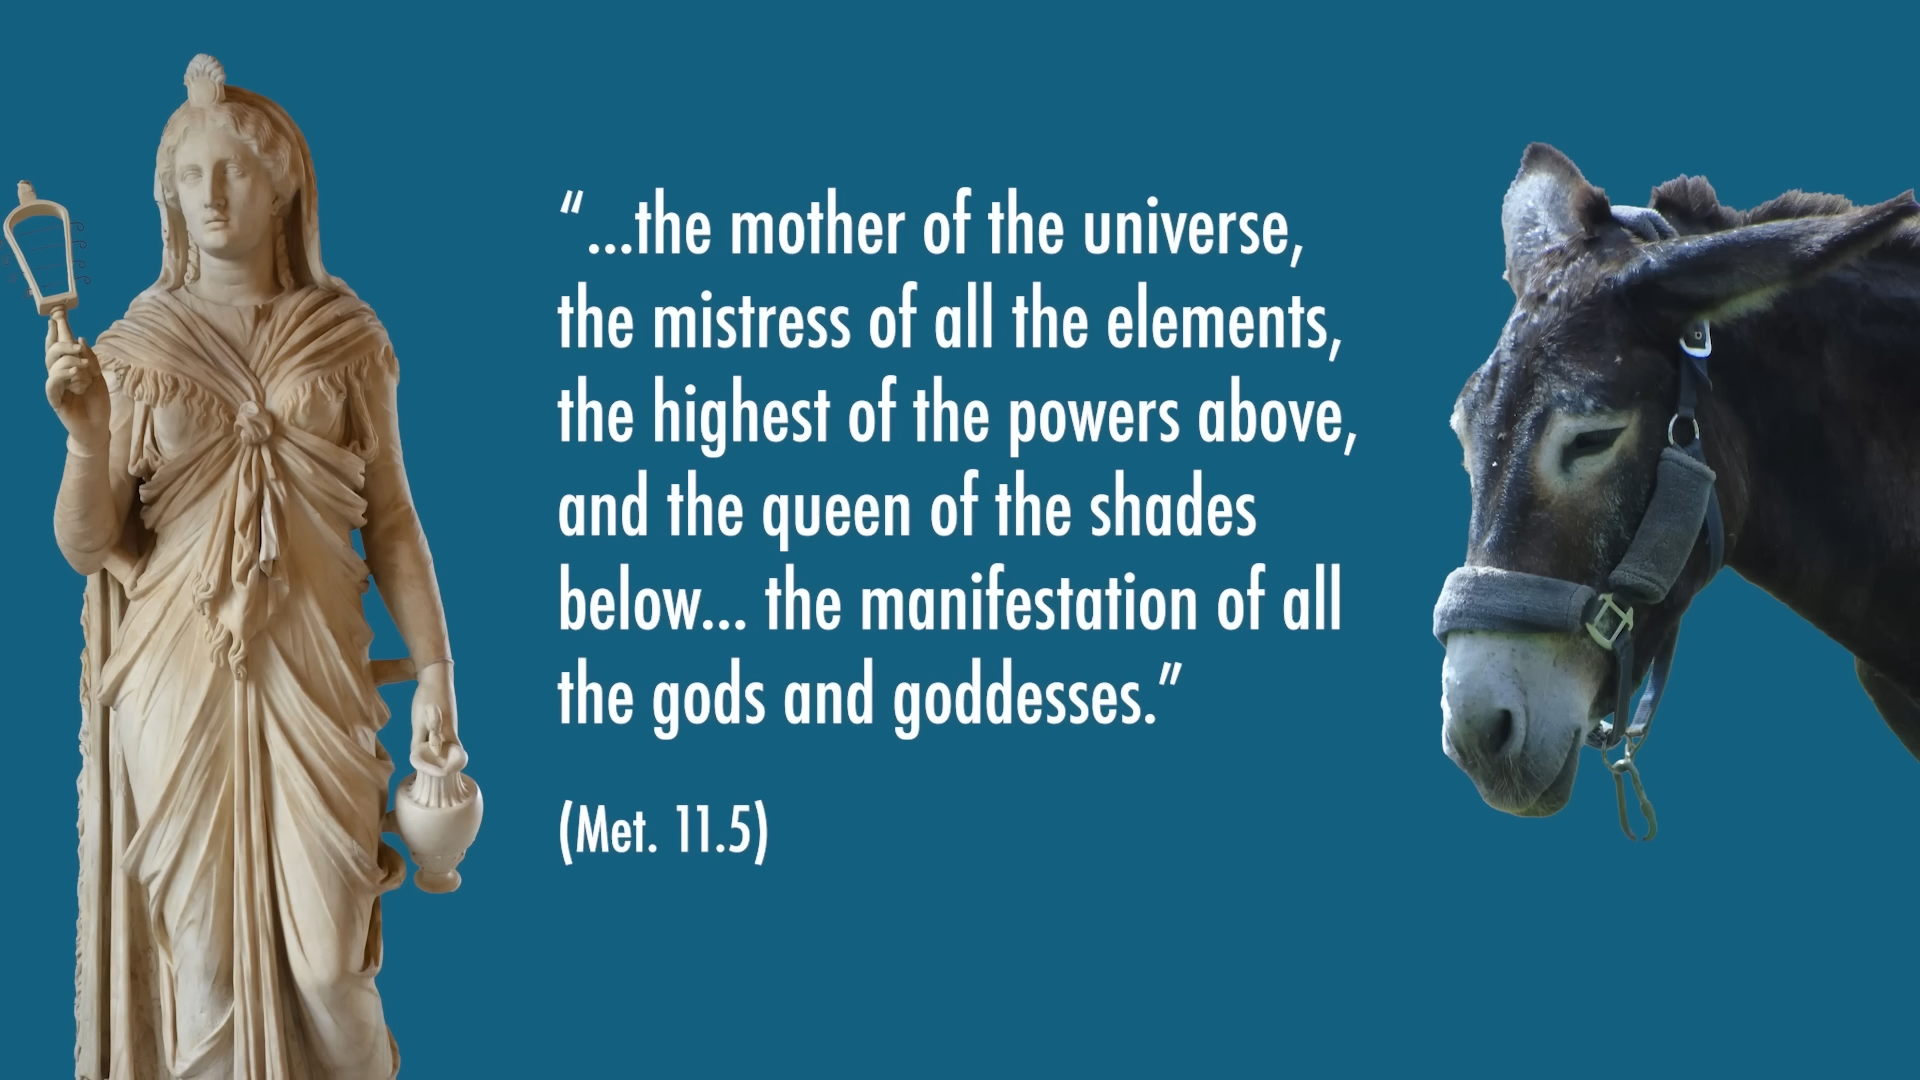 “...the mother of the universe,
the mistress of all the elements,
the highest of the powers above,
and the queen of the shades
below... the manifestation of all
the gods and goddesses.”
(Met. 11.5)